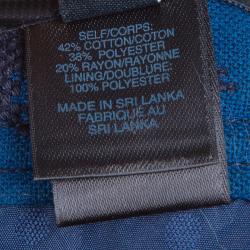 SELF/CORPS:
42% COTTON/COTON
38% POLYESTER
20% RAYON/RAYONNE
LINING/DOUBLURE:
100% POLYESTER
MADE IN SRI LANKA
FABRIQUE AU
SRI LANKA